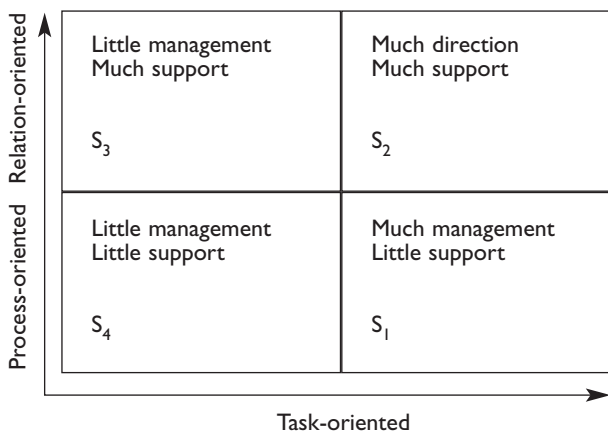 Relation-oriented
Process-oriented
Little management
Much support
S₃
Much direction
Much support
S₂
Little management
Little support
S₄
Much management
Little support
S₁
Task-oriented